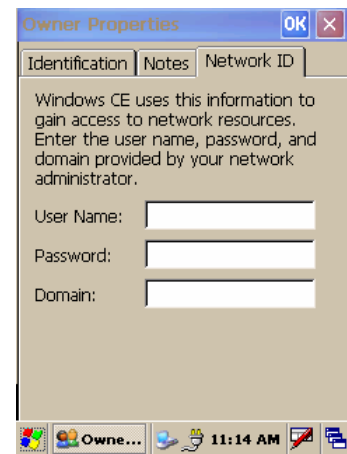 Owner Properties OK
Identification Notes Network ID
Windows CE uses this information to
gain access to network resources.
Enter the user name, password, and
domain provided by your network
administrator.
User Name:
Password:
Domain:
Owne... 11:14 AM